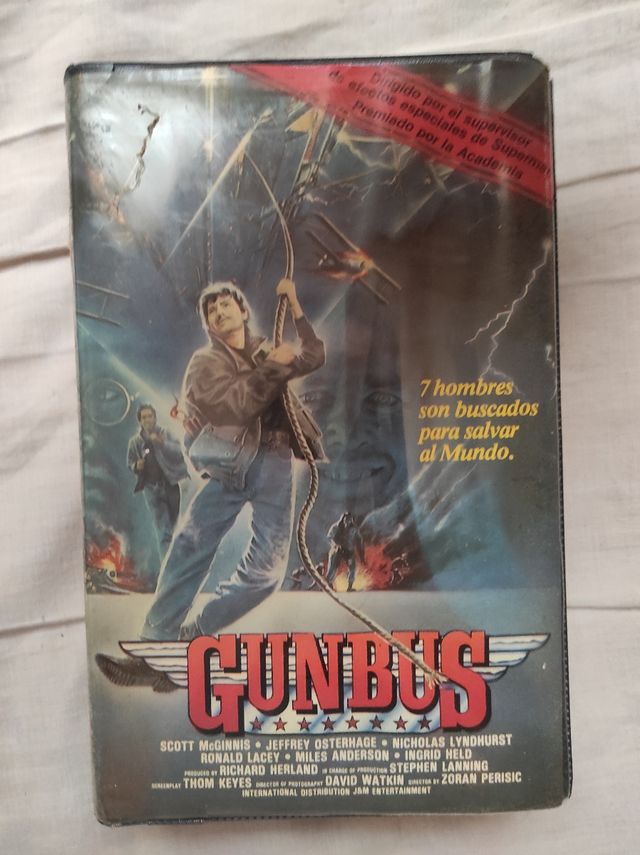 Dirigido por el supervisor
de efectos especiales de Superman
Premiado por la Academia
7 hombres
son buscados
para salvar
al Mundo.
GUNBUS
SCOTT McGINNIS • JEFFREY OSTERHAGE • NICHOLAS LYNDHURST
RONALD LACEY • MILES ANDERSON • INGRID HELD
PRODUCED BY RICHARD HERLAND IN CHARGE OF PRODUCTION STEPHEN LANNING
SCREENPLAY THOM KEYES DIRECTOR OF PHOTOGRAPHY DAVID WATKIN DIRECTOR BY ZORAN PERISIC
INTERNATIONAL DISTRIBUTION J&M ENTERTAINMENT